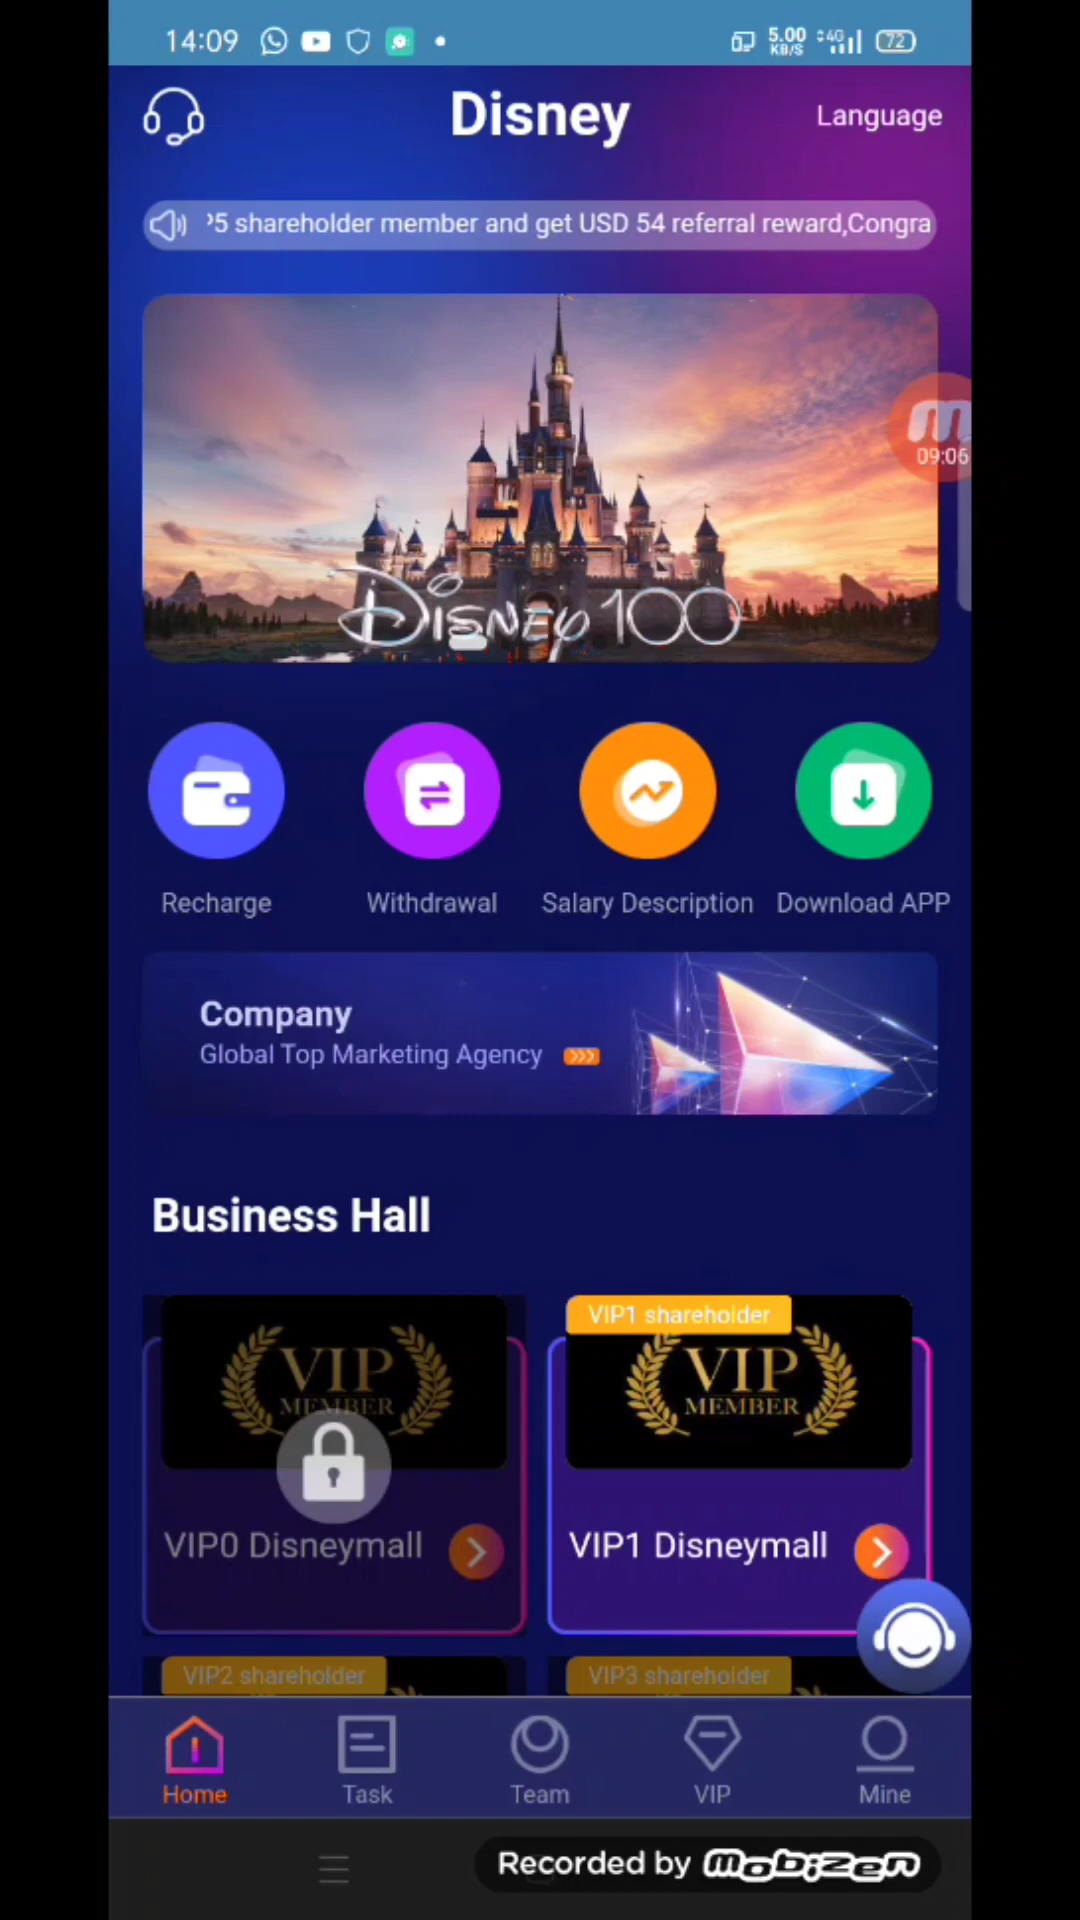 14:09
5.00
KB/S
4G
72
Disney
Language
P5 shareholder member and get USD 54 referral reward,Congra
09:06
Disney 100
Recharge
Withdrawal
Salary Description
Download APP
Company
Global Top Marketing Agency
Business Hall
VIP
MEMBER
VIP0 Disneymall
VIP1 shareholder
VIP
MEMBER
VIP1 Disneymall
VIP2 shareholder
VIP3 shareholder
Home
Task
Team
VIP
Mine
Recorded by Mobizen